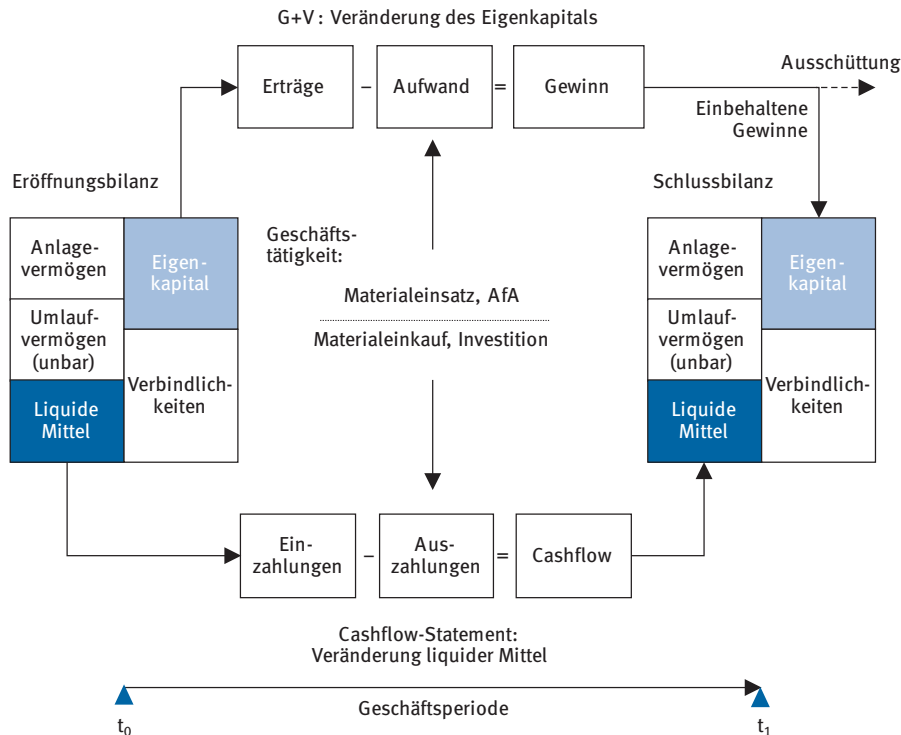 G+V: Veränderung des Eigenkapitals
Erträge
–
Aufwand
=
Gewinn
Ausschüttung
Einbehaltene
Gewinne
Eröffnungsbilanz
Schlussbilanz
Anlage-
vermögen
Umlauf-
vermögen
(unbar)
Liquide
Mittel
Eigen-
kapital
Verbindlich-
keiten
Geschäfts-
tätigkeit:
Materialeinsatz, AfA
Materialeinkauf, Investition
Anlage-
vermögen
Umlauf-
vermögen
(unbar)
Liquide
Mittel
Eigen-
kapital
Verbindlich-
keiten
Ein-
zahlungen
–
Aus-
zahlungen
=
Cashflow
Cashflow-Statement:
Veränderung liquider Mittel
Geschäftsperiode
t0
t1